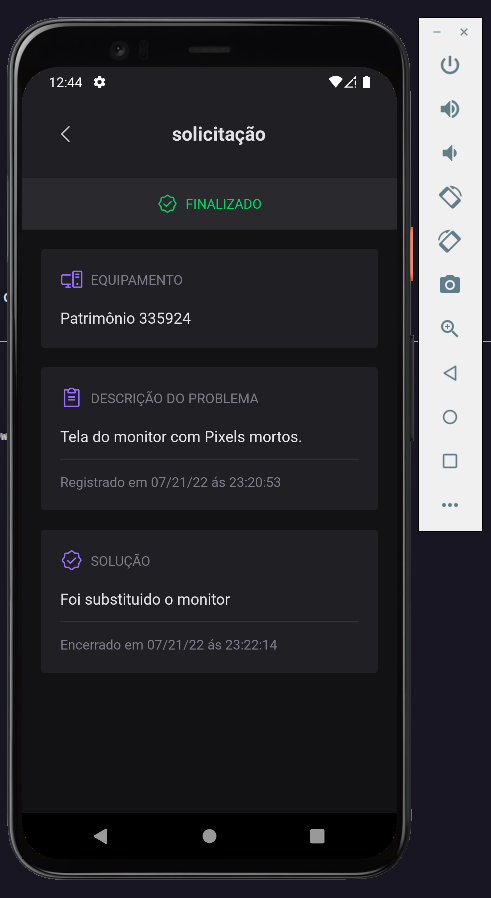 12:44
solicitação
FINALIZADO
EQUIPAMENTO
Patrimônio 335924
DESCRIÇÃO DO PROBLEMA
Tela do monitor com Pixels mortos.
Registrado em 07/21/22 ás 23:20:53
SOLUÇÃO
Foi substituido o monitor
Encerrado em 07/21/22 ás 23:22:14